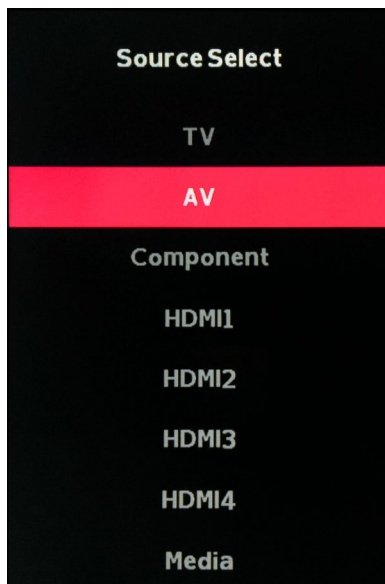 Source Select
TV
AV
Component
HDMI1
HDMI2
HDMI3
HDMI4
Media